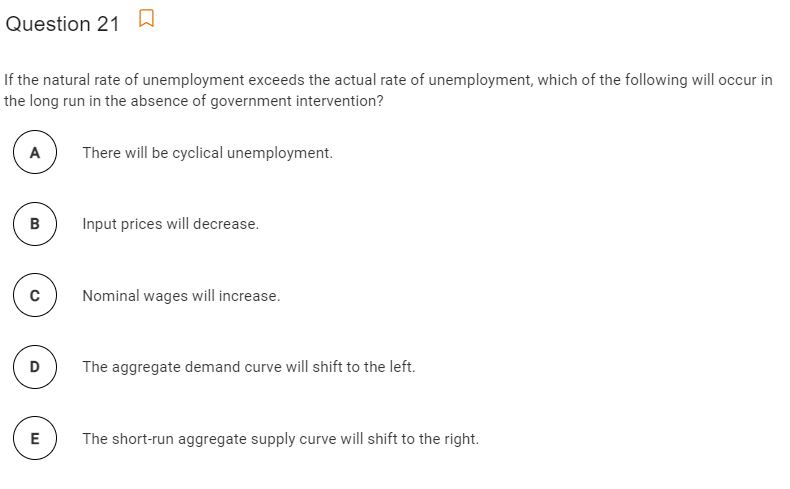 Question 21
If the natural rate of unemployment exceeds the actual rate of unemployment, which of the following will occur in
the long run in the absence of government intervention?
A There will be cyclical unemployment.
B Input prices will decrease.
C Nominal wages will increase.
D The aggregate demand curve will shift to the left.
E The short-run aggregate supply curve will shift to the right.